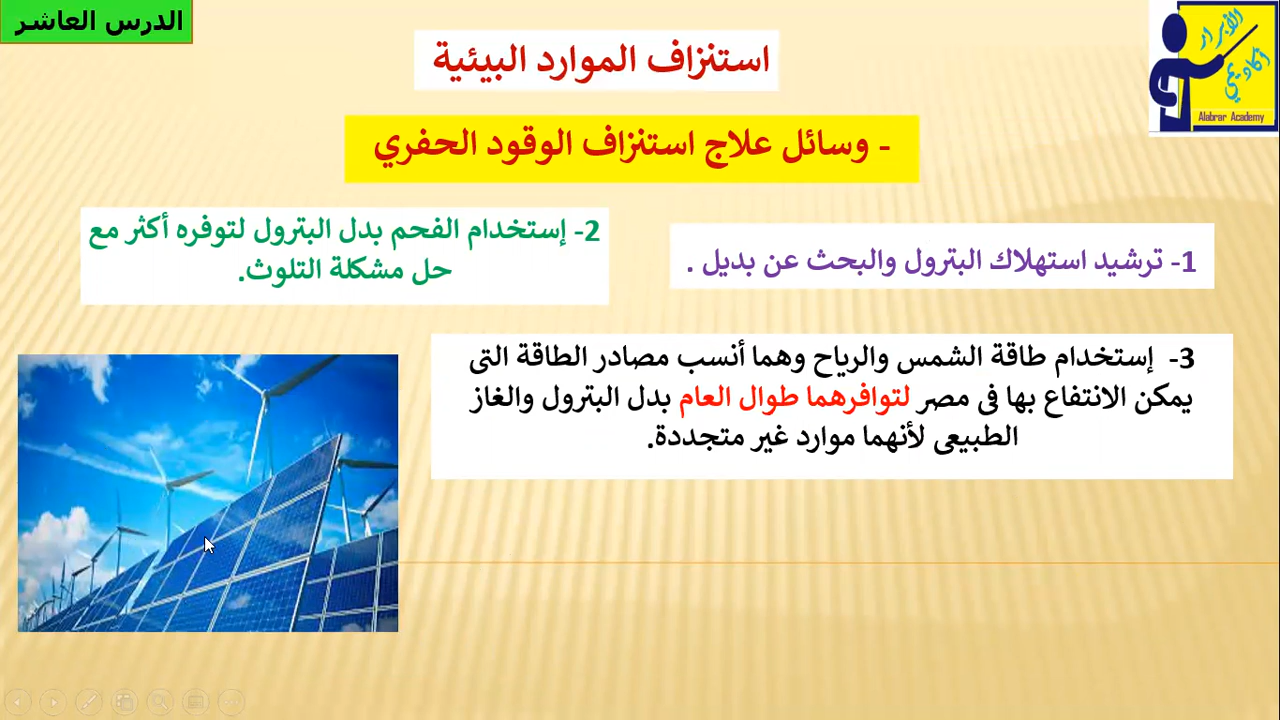 الدرس العاشر
الأبرار
أكاديمي
Alabrar Academy
استنزاف الموارد البيئية
- وسائل علاج استنزاف الوقود الحفري
1- ترشيد استهلاك البترول والبحث عن بديل .
2- إستخدام الفحم بدل البترول لتوفره أكثر مع
حل مشكلة التلوث.
3- إستخدام طاقة الشمس والرياح وهما أنسب مصادر الطاقة التى
يمكن الانتفاع بها فى مصر لتوافرهما طوال العام بدل البترول والغاز
الطبيعى لأنهما موارد غير متجددة.